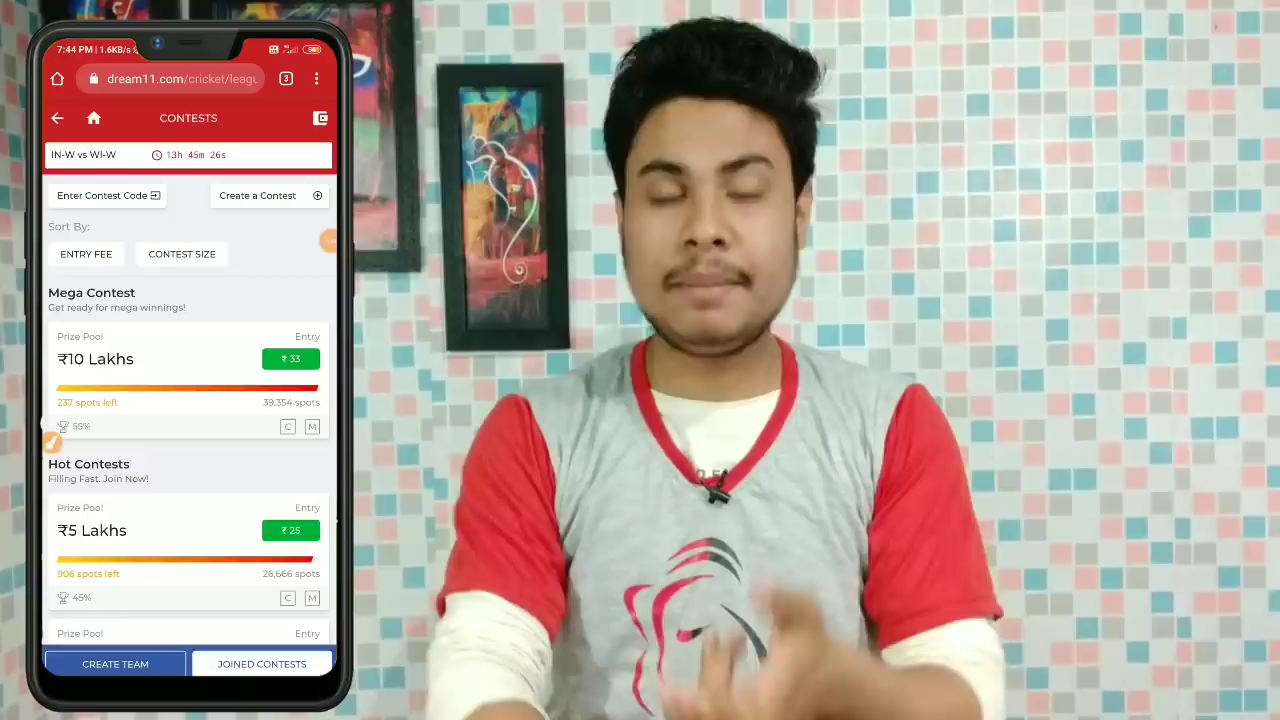 7:44 PM | 1.6KB/s
dream11.com/cricket/leagu
3
CONTESTS
IN-W vs WI-W
13h 45m 26s
Enter Contest Code
Create a Contest
Sort By:
ENTRY FEE
CONTEST SIZE
Mega Contest
Get ready for mega winnings!
Prize Pool
Entry
₹10 Lakhs
₹ 33
237 spots left
39,354 spots
55%
C
M
Hot Contests
Filling Fast. Join Now!
Prize Pool
Entry
₹5 Lakhs
₹ 25
906 spots left
26,666 spots
45%
C
M
Prize Pool
Entry
CREATE TEAM
JOINED CONTESTS